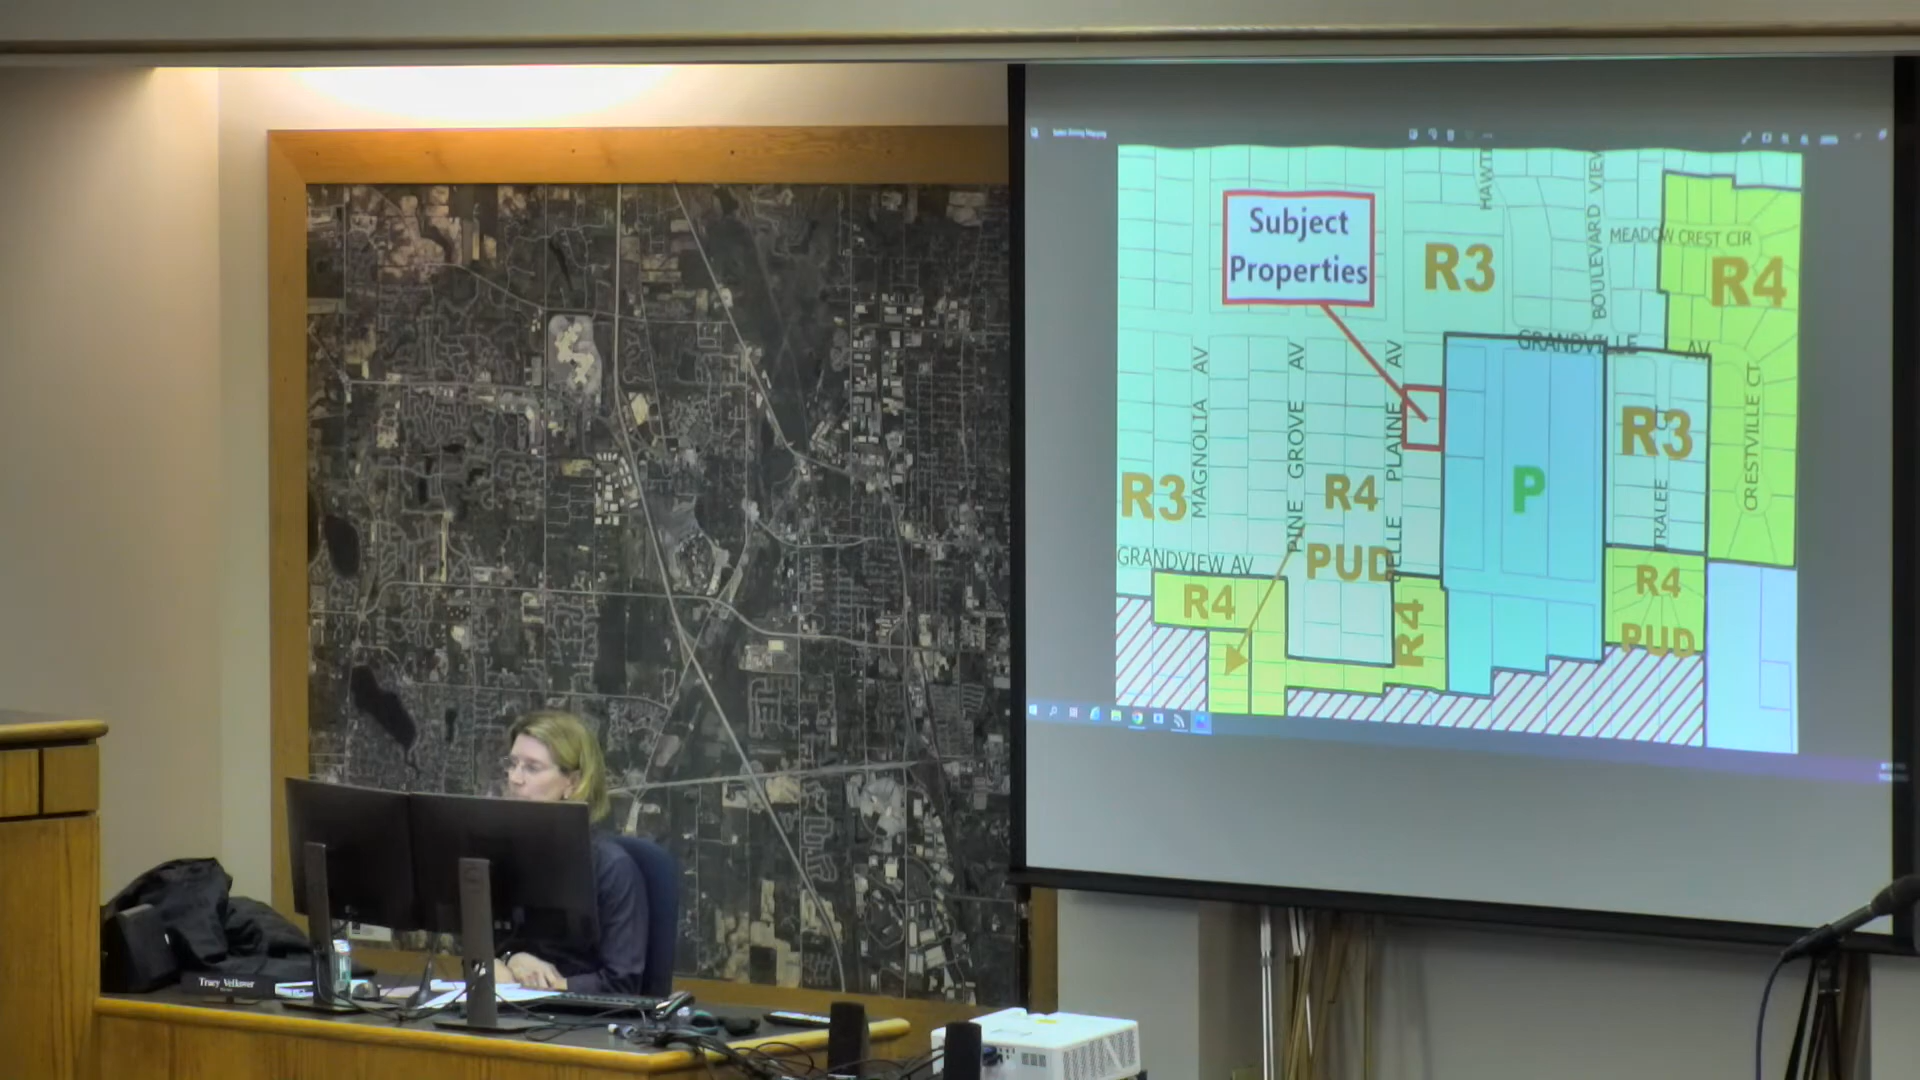 Subject
Properties
R3
HAWT
BOULEVARD VIEW
MEADOW CREST CIR
R4
GRANDVILLE AV
MAGNOLIA AV
PINE GROVE AV
BELLE PLAINE AV
R3
CRESTVILLE CT
TRALEE CT
R3
R4
PUD
P
GRANDVIEW AV
R4
R4
R4
PUD
Tracy Velkover